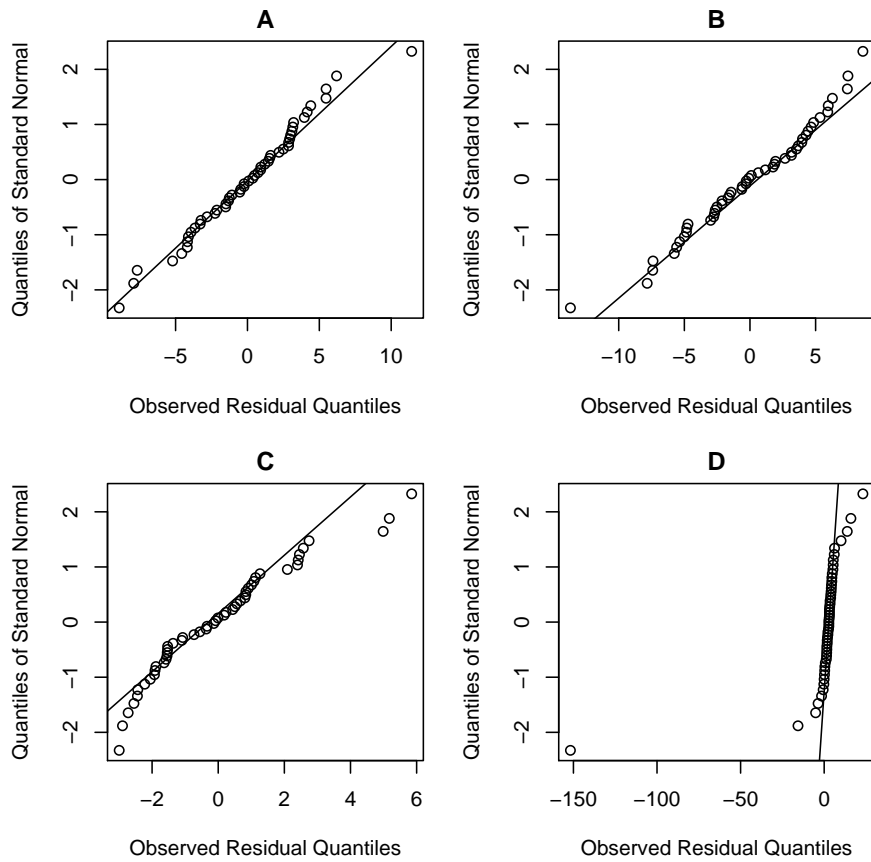 A
Quantiles of Standard Normal
2
1
0
−1
−2
−5 0 5 10
Observed Residual Quantiles
B
Quantiles of Standard Normal
2
1
0
−1
−2
−10 −5 0 5
Observed Residual Quantiles
C
Quantiles of Standard Normal
2
1
0
−1
−2
−2 0 2 4 6
Observed Residual Quantiles
D
Quantiles of Standard Normal
2
1
0
−1
−2
−150 −100 −50 0
Observed Residual Quantiles